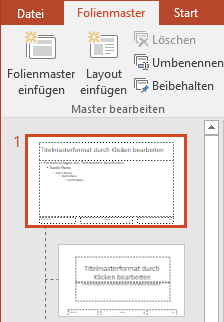 Datei Folienmaster Start
Folienmaster einfügen
Layout einfügen
Löschen
Umbenennen
Beibehalten
Master bearbeiten
1
Titelmasterformat durch Klicken bearbeiten
Titelmasterformat durch
Klicken bearbeiten